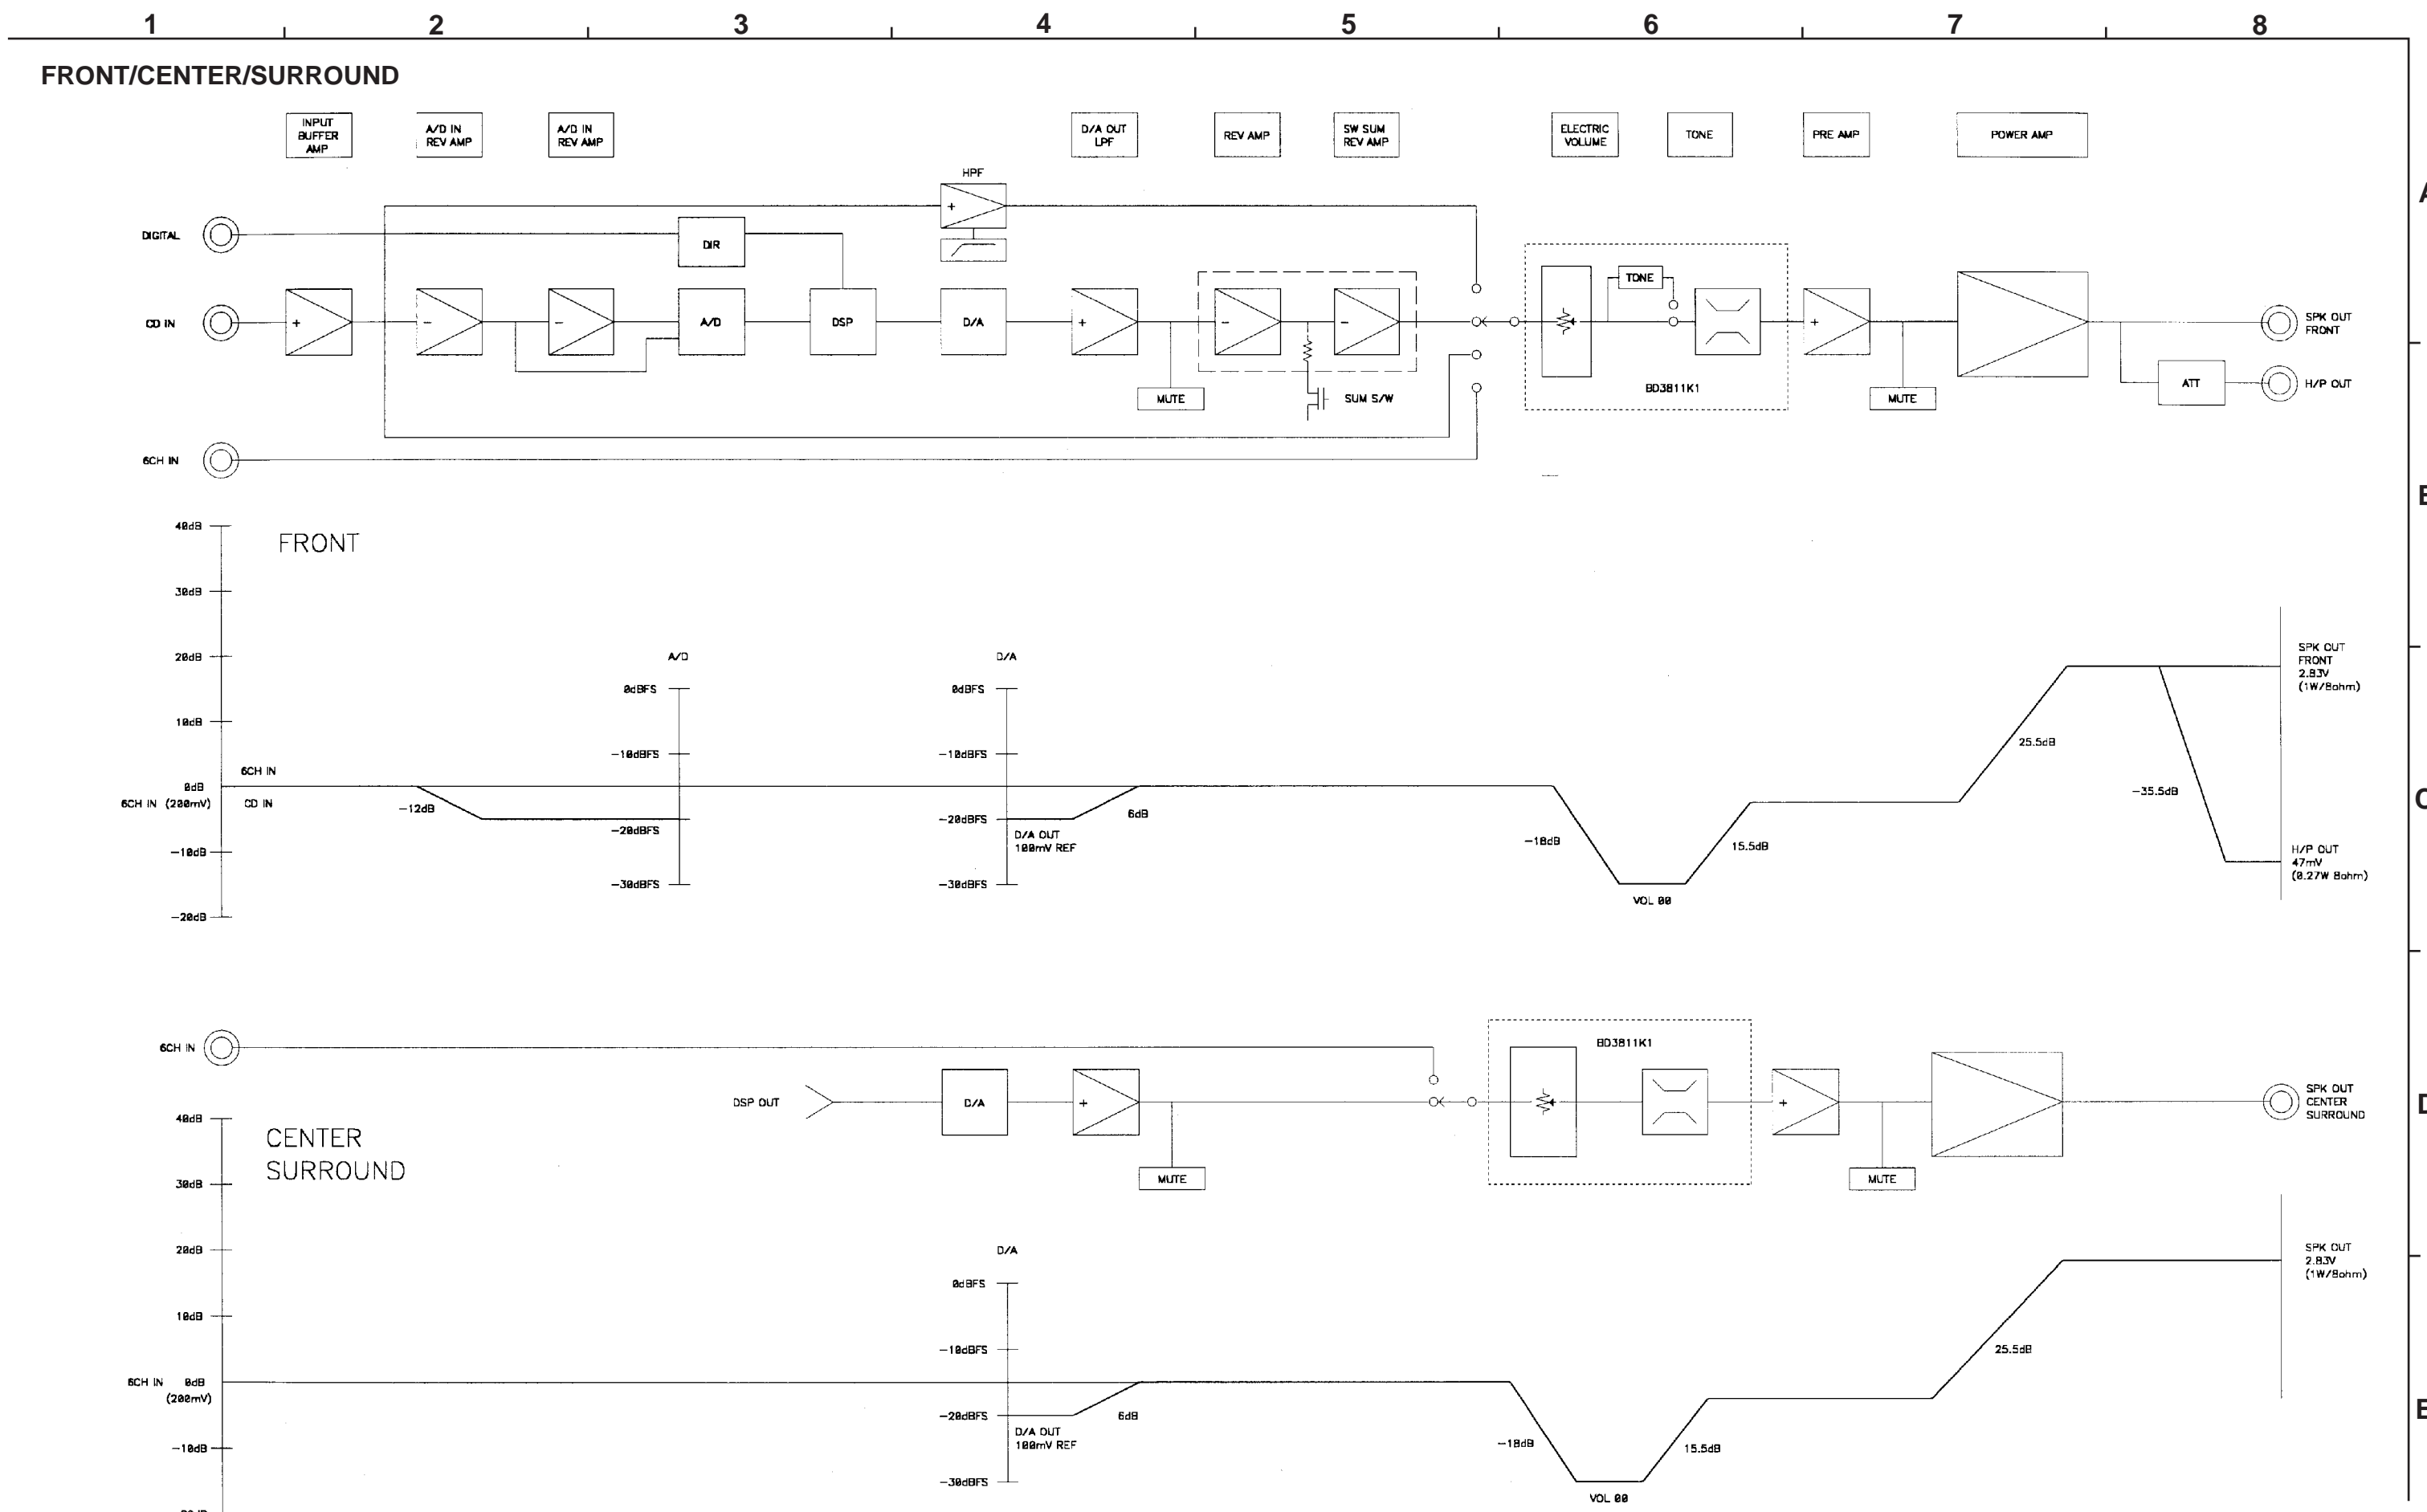 1 2 3 4 5 6 7 8
FRONT/CENTER/SURROUND
INPUT
BUFFER
AMP
A/D IN
REV AMP
A/D IN
REV AMP
D/A OUT
LPF
REV AMP
SW SUM
REV AMP
ELECTRIC
VOLUME
TONE
PRE AMP
POWER AMP
HPF
+
DIGITAL
DIR
TONE
CD IN
+
−
−
A/D
DSP
D/A
+
−
−
+
SPK OUT
FRONT
MUTE
SUM S/W
BD3811K1
MUTE
ATT
H/P OUT
6CH IN
40dB
FRONT
30dB
20dB
A/D
D/A
SPK OUT
FRONT
2.83V
(1W/8ohm)
0dBFS
0dBFS
10dB
−10dBFS
−10dBFS
25.5dB
6CH IN
0dB
6CH IN (200mV)
CD IN
−12dB
−20dBFS
−20dBFS
D/A OUT
100mV REF
6dB
−18dB
15.5dB
−35.5dB
−10dB
−30dBFS
−30dBFS
H/P OUT
47mV
(0.27W 8ohm)
VOL 00
−20dB
6CH IN
BD3811K1
DSP OUT
D/A
+
+
SPK OUT
CENTER
SURROUND
40dB
CENTER
SURROUND
MUTE
MUTE
30dB
20dB
D/A
SPK OUT
2.83V
(1W/8ohm)
0dBFS
10dB
−10dBFS
25.5dB
6CH IN 0dB
(200mV)
−20dBFS
D/A OUT
100mV REF
6dB
−18dB
15.5dB
−10dB
−30dBFS
VOL 00